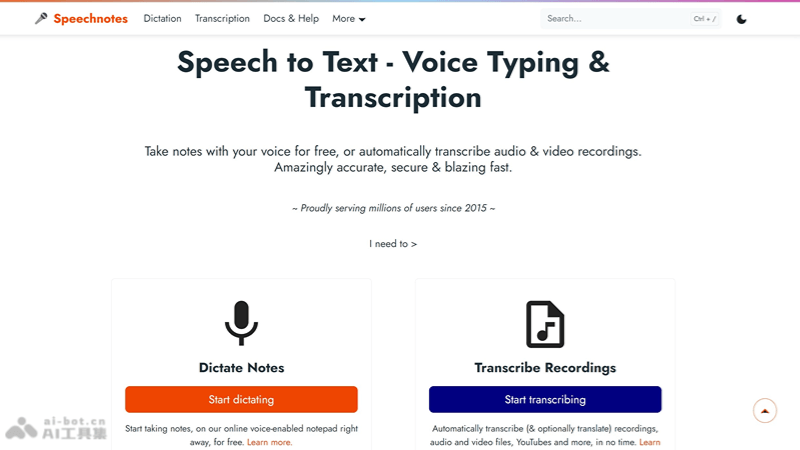 Speechnotes Dictation Transcription Docs & Help More Search... Ctrl + /
Speech to Text - Voice Typing &
Transcription
Take notes with your voice for free, or automatically transcribe audio & video recordings.
Amazingly accurate, secure & blazing fast.
~ Proudly serving millions of users since 2015 ~
I need to >
Dictate Notes
Start dictating
Start taking notes, on our online voice-enabled notepad right
away, for free. Learn more.
Transcribe Recordings
Start transcribing
Automatically transcribe (& optionally translate) recordings,
audio and video files, YouTubes and more, in no time. Learn
ai-bot.cn
AI工具集